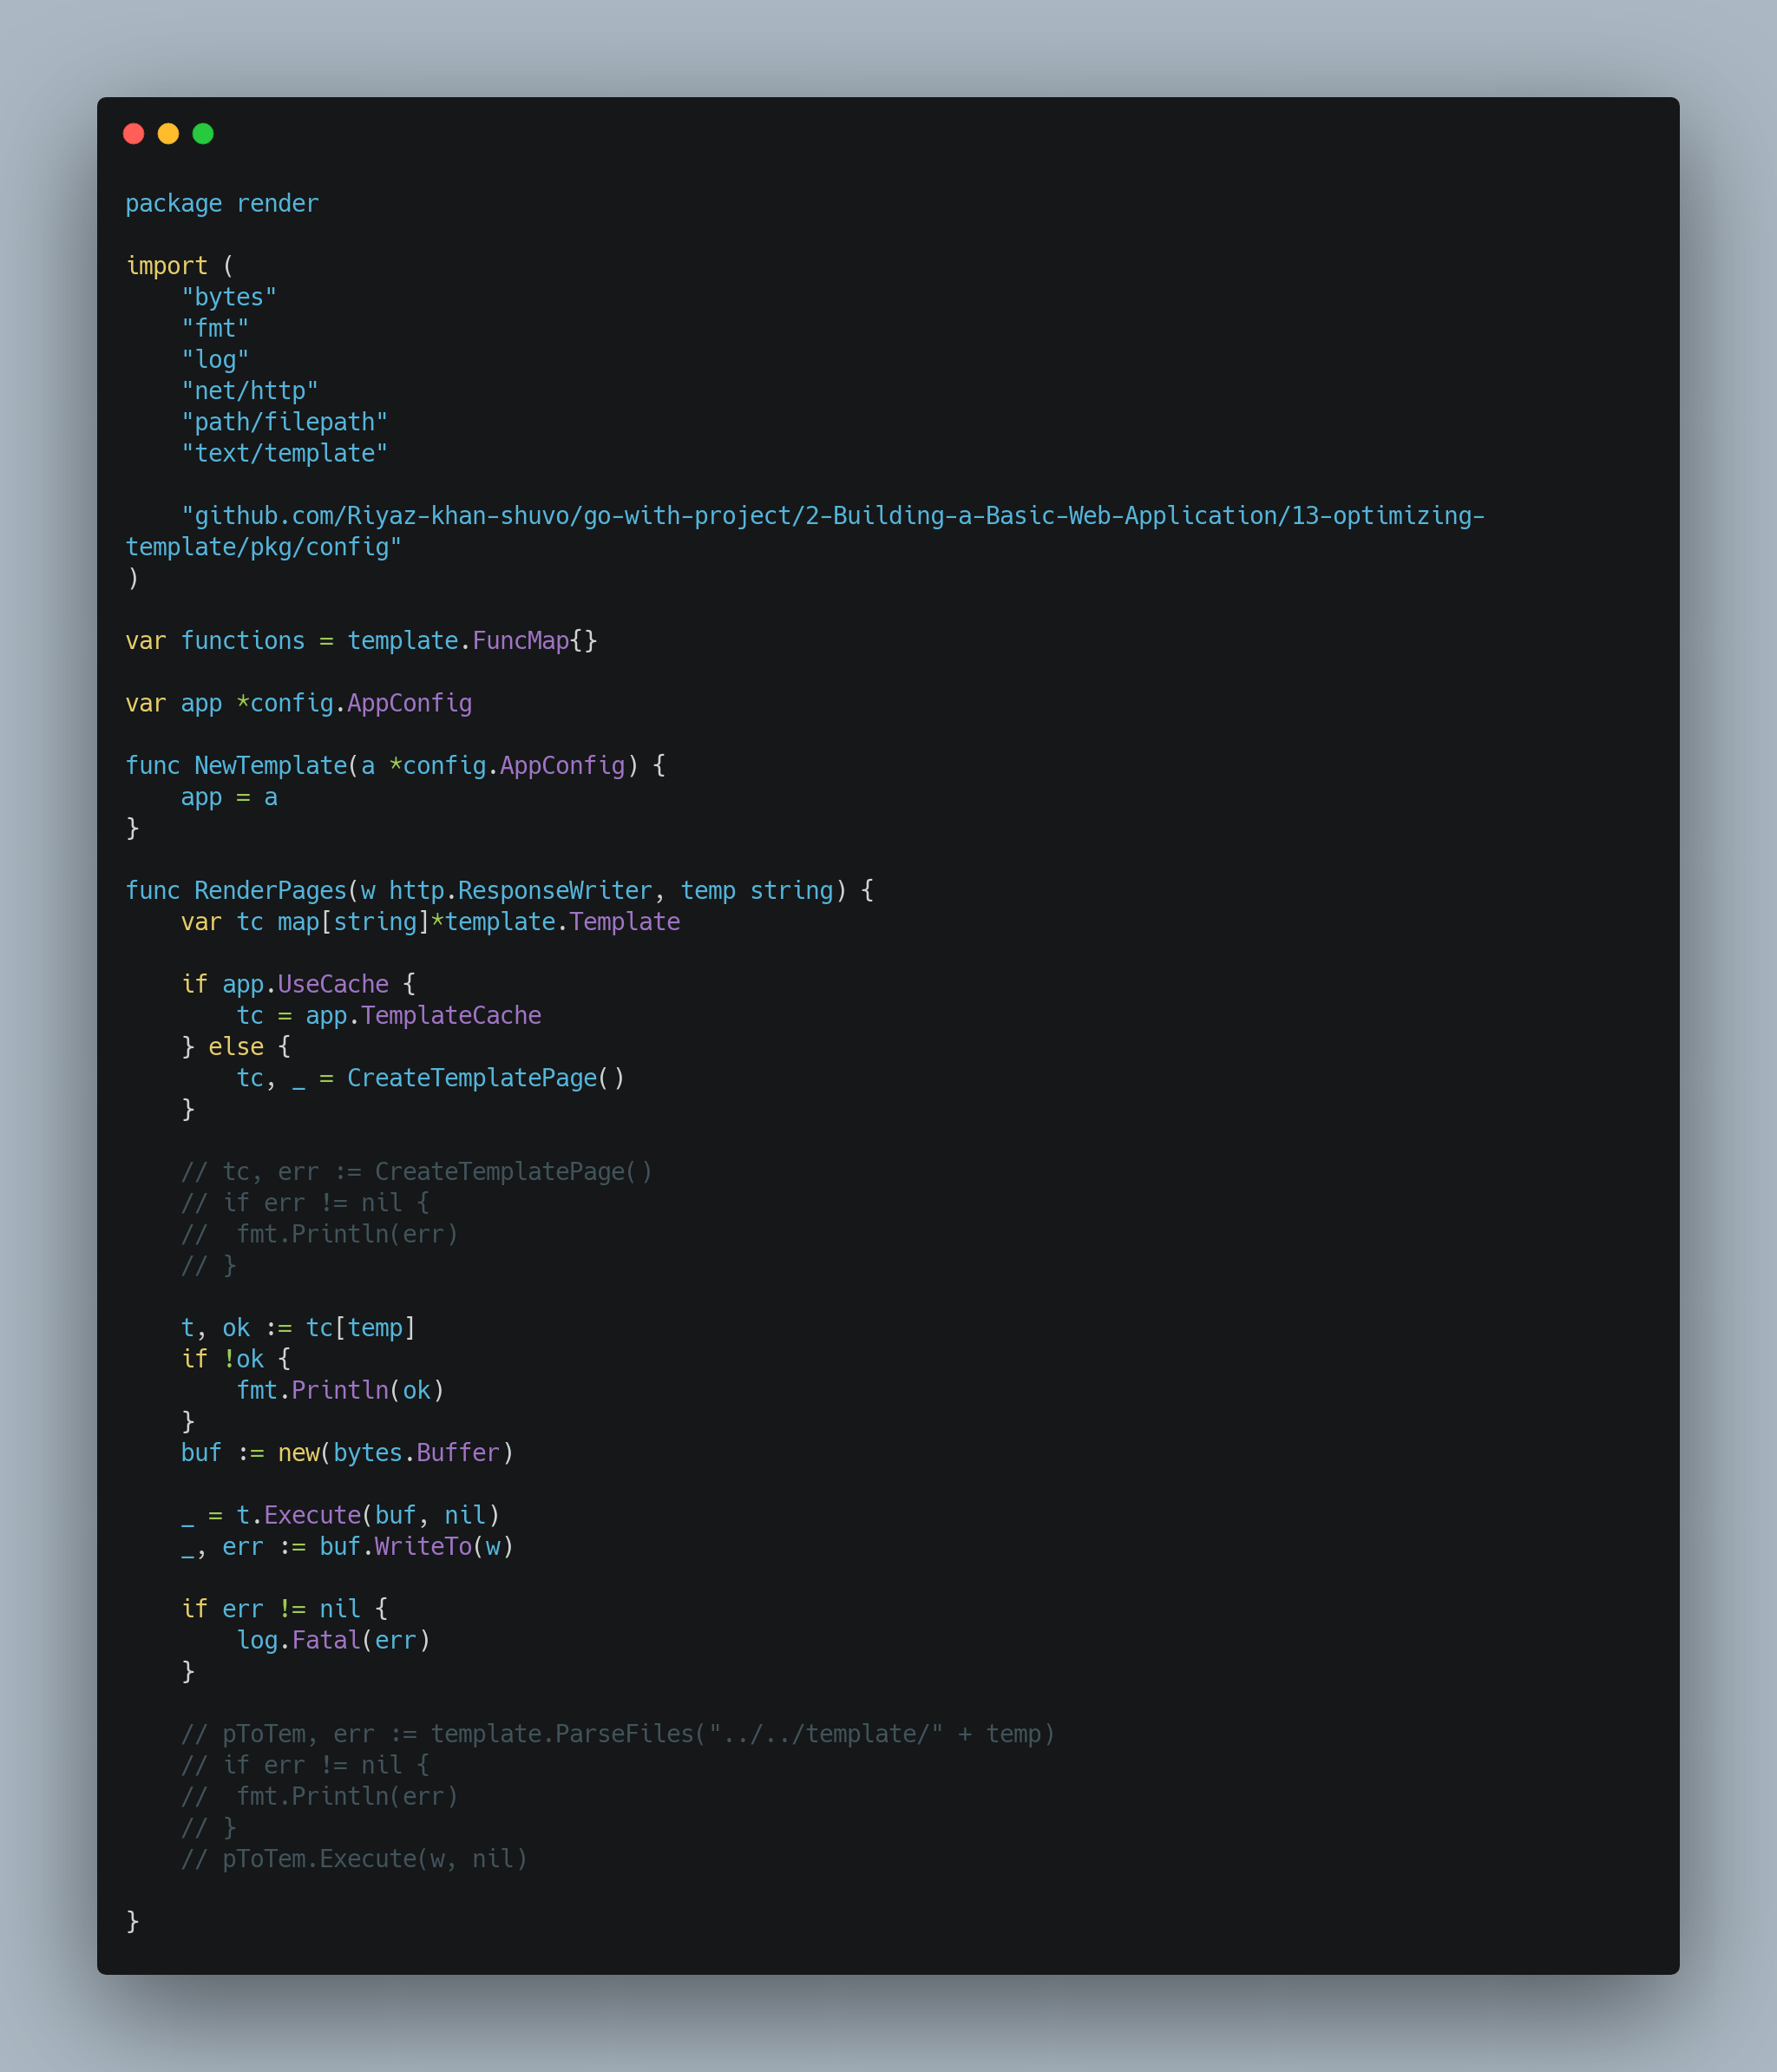 package render

import (
    "bytes"
    "fmt"
    "log"
    "net/http"
    "path/filepath"
    "text/template"

    "github.com/Riyaz-khan-shuvo/go-with-project/2-Building-a-Basic-Web-Application/13-optimizing-
template/pkg/config"
)

var functions = template.FuncMap{}

var app *config.AppConfig

func NewTemplate(a *config.AppConfig) {
    app = a
}

func RenderPages(w http.ResponseWriter, temp string) {
    var tc map[string]*template.Template

    if app.UseCache {
        tc = app.TemplateCache
    } else {
        tc, _ = CreateTemplatePage()
    }

    // tc, err := CreateTemplatePage()
    // if err != nil {
    //  fmt.Println(err)
    // }

    t, ok := tc[temp]
    if !ok {
        fmt.Println(ok)
    }
    buf := new(bytes.Buffer)

    _ = t.Execute(buf, nil)
    _, err := buf.WriteTo(w)

    if err != nil {
        log.Fatal(err)
    }

    // pToTem, err := template.ParseFiles("../../template/" + temp)
    // if err != nil {
    //  fmt.Println(err)
    // }
    // pToTem.Execute(w, nil)

}